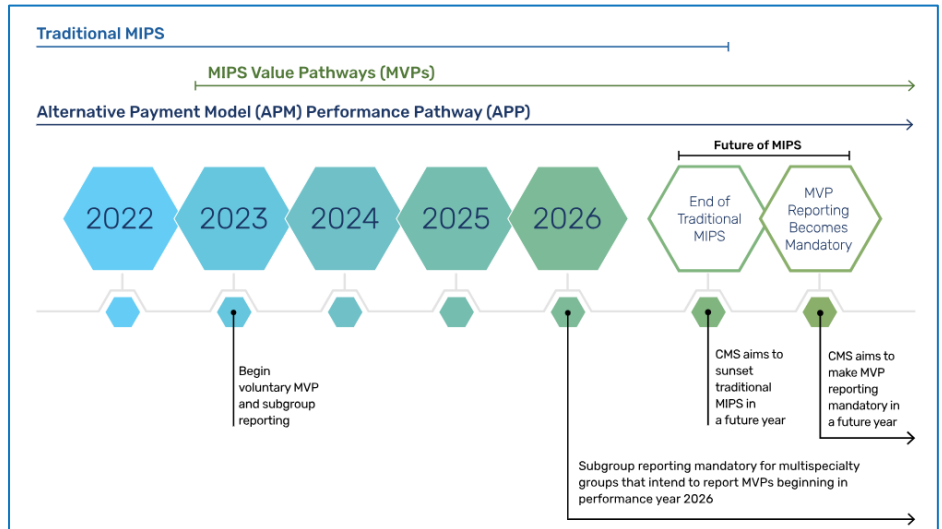 Traditional MIPS
MIPS Value Pathways (MVPs)
Alternative Payment Model (APM) Performance Pathway (APP)
Future of MIPS
2022
2023
2024
2025
2026
End of
Traditional
MIPS
MVP
Reporting
Becomes
Mandatory
Begin
voluntary MVP
and subgroup
reporting
CMS aims to
sunset
traditional
MIPS in
a future year
CMS aims to
make MVP
reporting
mandatory in
a future year
Subgroup reporting mandatory for multispecialty
groups that intend to report MVPs beginning in
performance year 2026